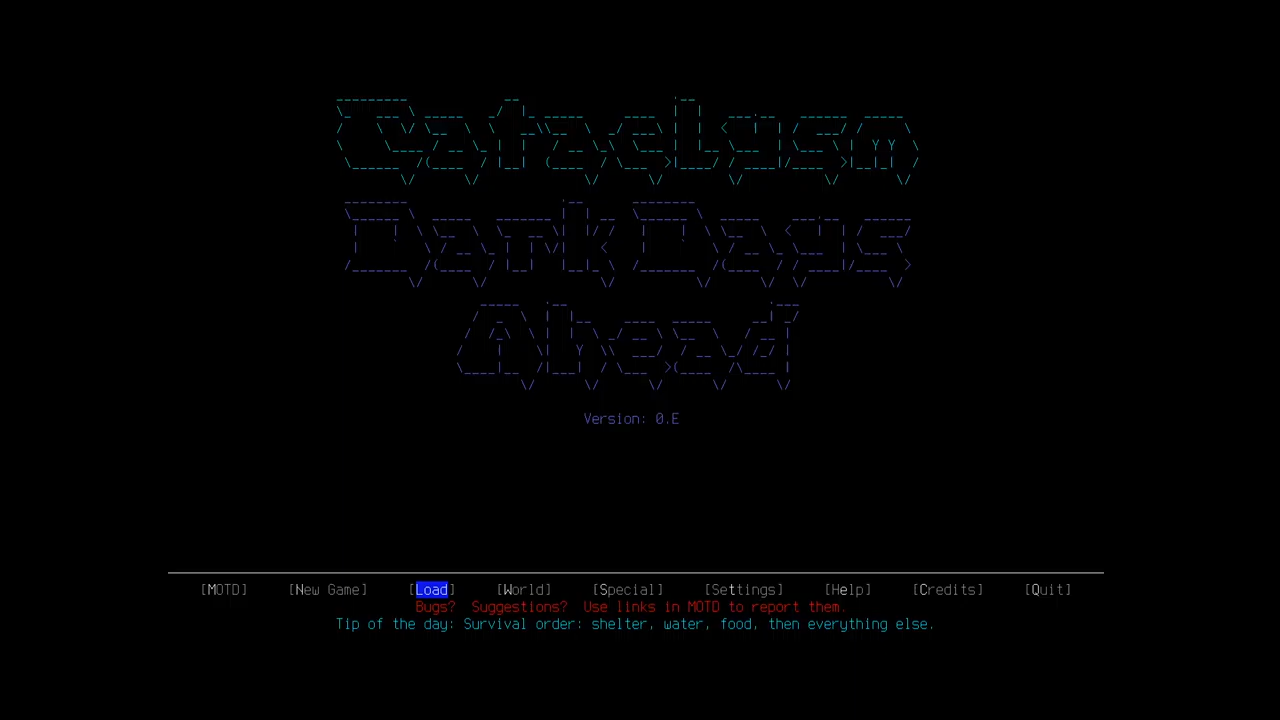 Cataclysm
Dark Days
Ahead
Version: 0.E
[MOTD] [New Game] [Load] [World] [Special] [Settings] [Help] [Credits] [Quit]
Bugs? Suggestions? Use links in MOTD to report them.
Tip of the day: Survival order: shelter, water, food, then everything else.